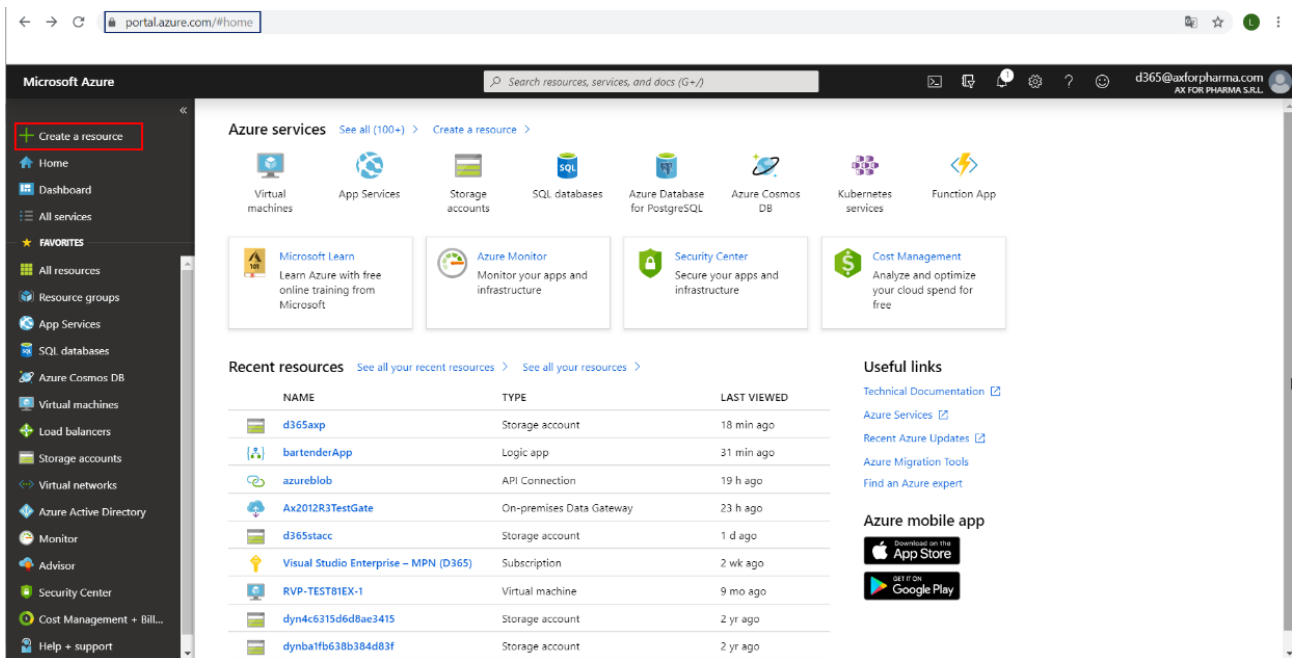 portal.azure.com/#home
L
Microsoft Azure
Search resources, services, and docs (G+/)
1
?
d365@axforpharma.com
AX FOR PHARMA S.R.L.
«
Create a resource
Home
Dashboard
All services
FAVORITES
All resources
Resource groups
App Services
SQL databases
Azure Cosmos DB
Virtual machines
Load balancers
Storage accounts
Virtual networks
Azure Active Directory
Monitor
Advisor
Security Center
Cost Management + Bill...
Help + support
Azure services See all (100+) > Create a resource >
Virtual machines
App Services
Storage accounts
SQL
SQL databases
Azure Database for PostgreSQL
Azure Cosmos DB
Kubernetes services
Function App
Microsoft Learn
Learn Azure with free
online training from
Microsoft
Azure Monitor
Monitor your apps and
infrastructure
Security Center
Secure your apps and
infrastructure
$
Cost Management
Analyze and optimize
your cloud spend for
free
Recent resources See all your recent resources > See all your resources >
NAME TYPE LAST VIEWED
d365axp Storage account 18 min ago
bartenderApp Logic app 31 min ago
azureblob API Connection 19 h ago
Ax2012R3TestGate On-premises Data Gateway 23 h ago
d365stacc Storage account 1 d ago
Visual Studio Enterprise – MPN (D365) Subscription 2 wk ago
RVP-TEST81EX-1 Virtual machine 9 mo ago
dyn4c6315d6d8ae3415 Storage account 2 yr ago
dynba1fb638b384d83f Storage account 2 yr ago
Useful links
Technical Documentation
Azure Services
Recent Azure Updates
Azure Migration Tools
Find an Azure expert
Azure mobile app
Download on the
App Store
GET IT ON
Google Play